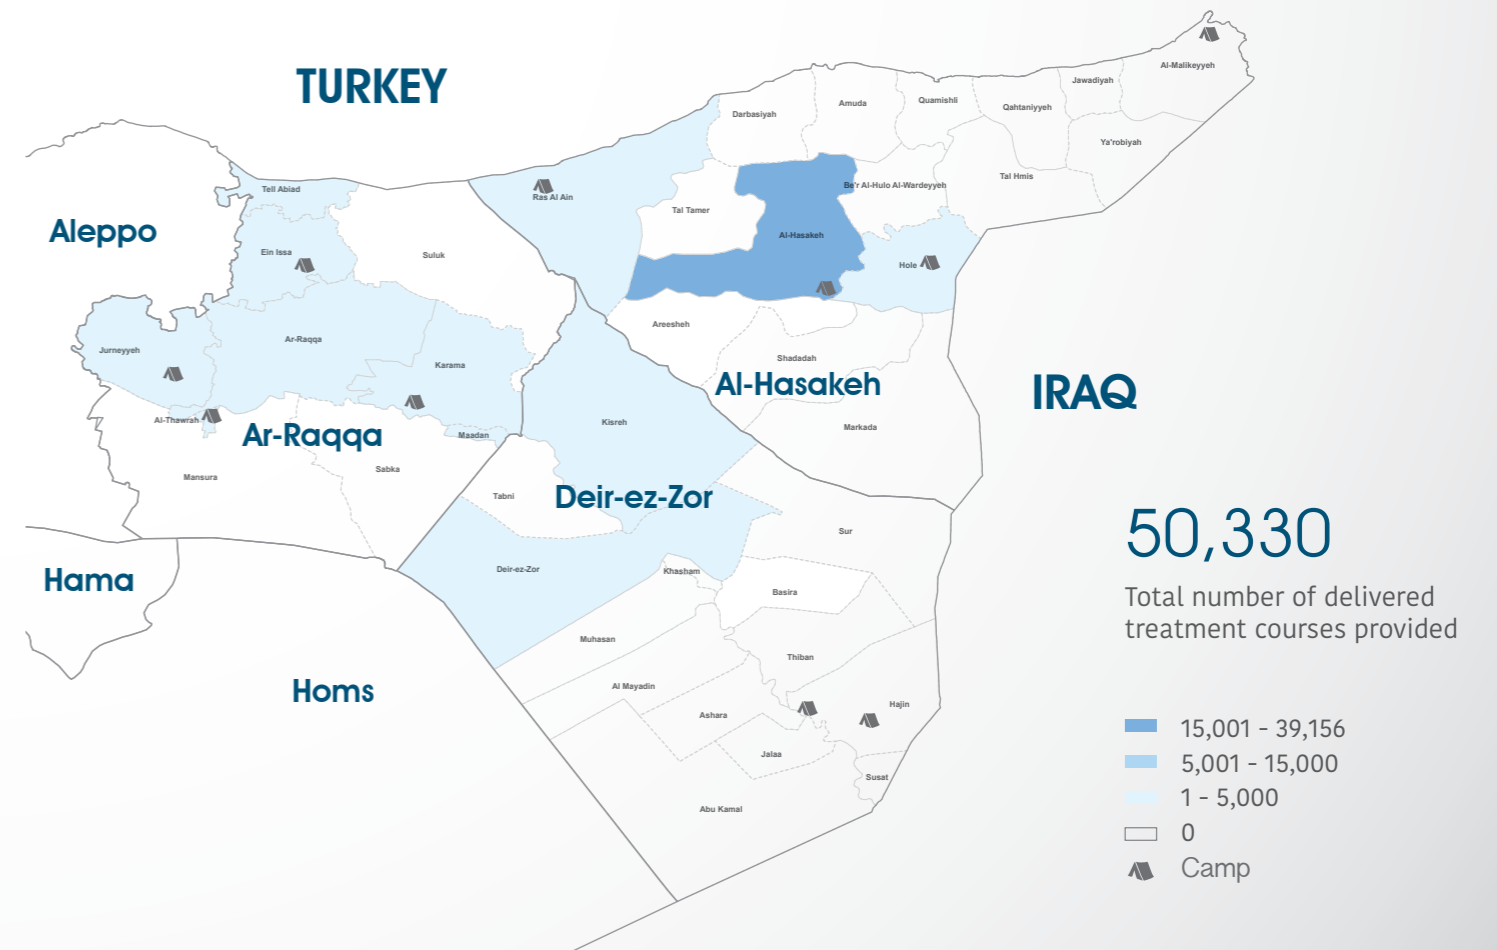 TURKEY
Al-Malikeyyeh
Jawadiyah
Quamishli
Amuda
Qahtaniyyeh
Darbasiyah
Ya'robiyah
Tal Hmis
Be'r Al-Hulo Al-Wardeyyeh
Tell Abiad
Ras Al Ain
Tal Tamer
Aleppo
Al-Hasakeh
Ein Issa
Suluk
Hole
Areesheh
Ar-Raqqa
Jurneyyeh
Shadadah
Karama
Al-Hasakeh
IRAQ
Al-Thawrah
Kisreh
Markada
Ar-Raqqa
Maadan
Sabka
Mansura
Tabni
Deir-ez-Zor
Sur
50,330
Deir-ez-Zor
Khasham
Hama
Basira
Total number of delivered
treatment courses provided
Muhasan
Thiban
Al Mayadin
Homs
Hajin
Ashara
Jalaa
Susat
Abu Kamal
15,001 - 39,156
5,001 - 15,000
1 - 5,000
0
Camp